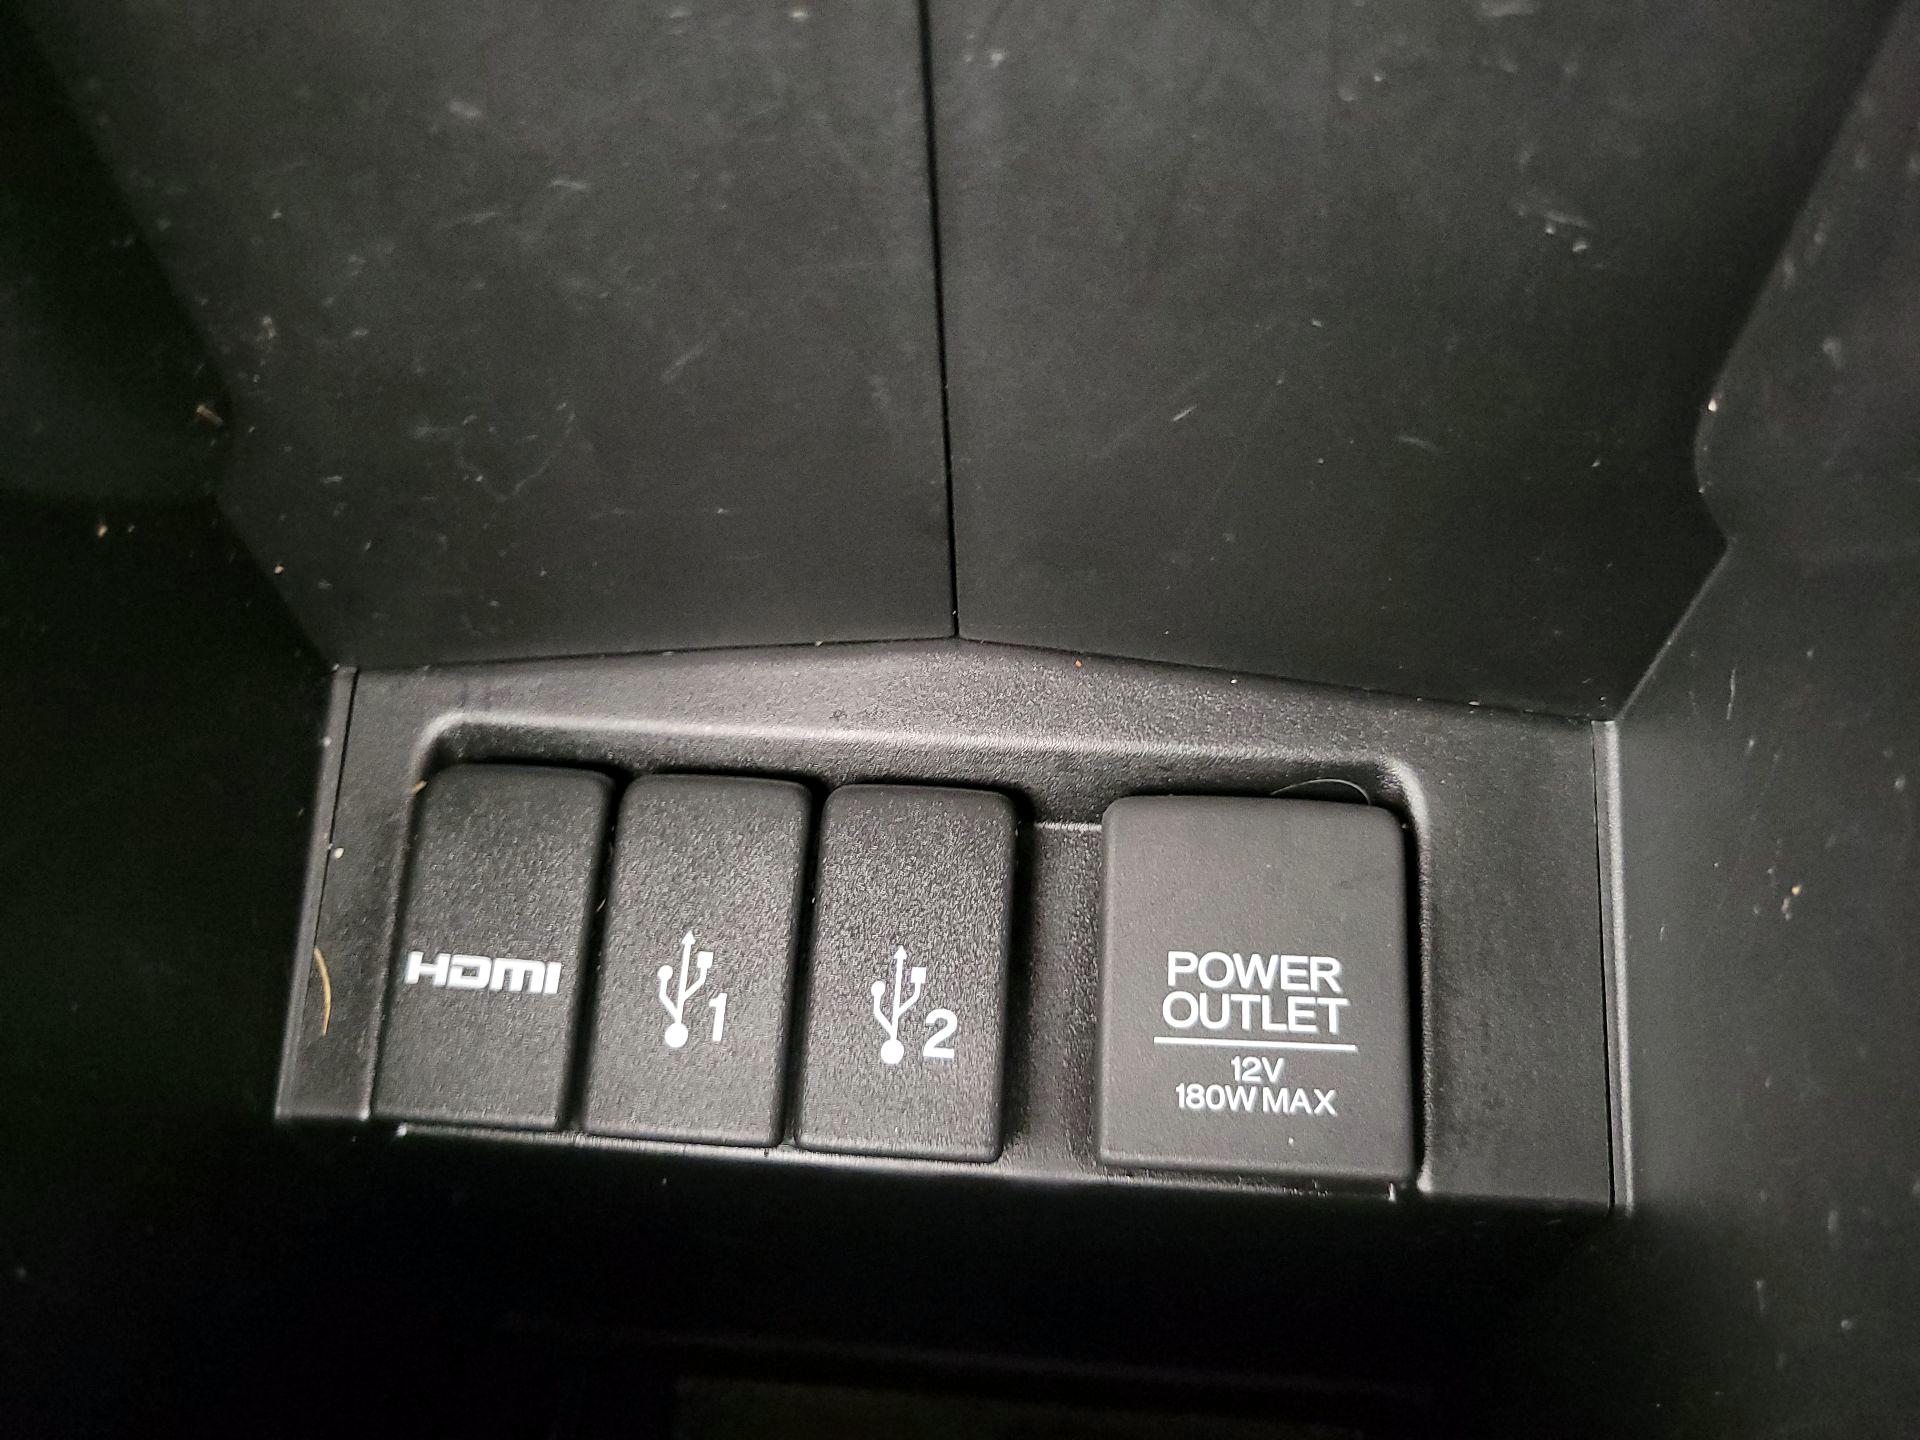 HDMI
1
2
POWER
OUTLET
12V
180W MAX